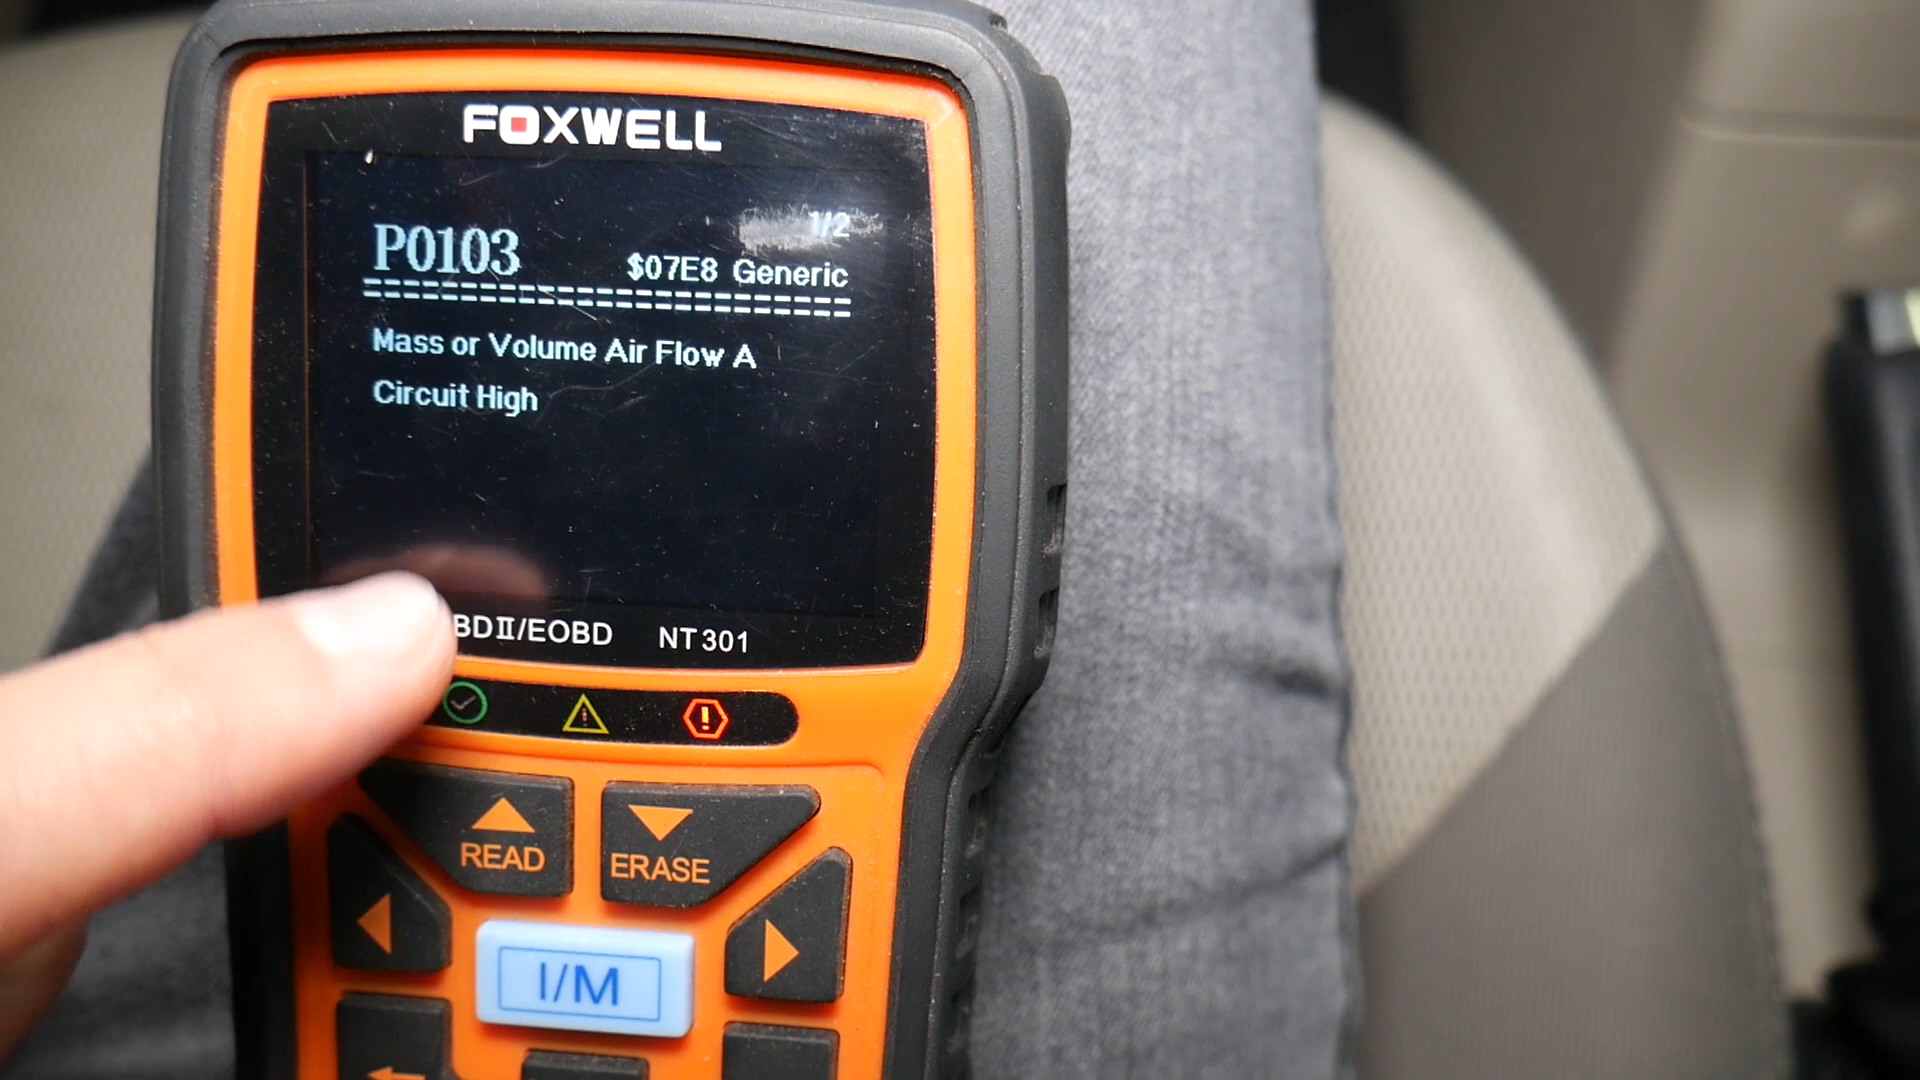 FOXWELL
1/2
P0103
$07E8 Generic
Mass or Volume Air Flow A
Circuit High
BDII/EOBD NT301
READ
ERASE
I/M